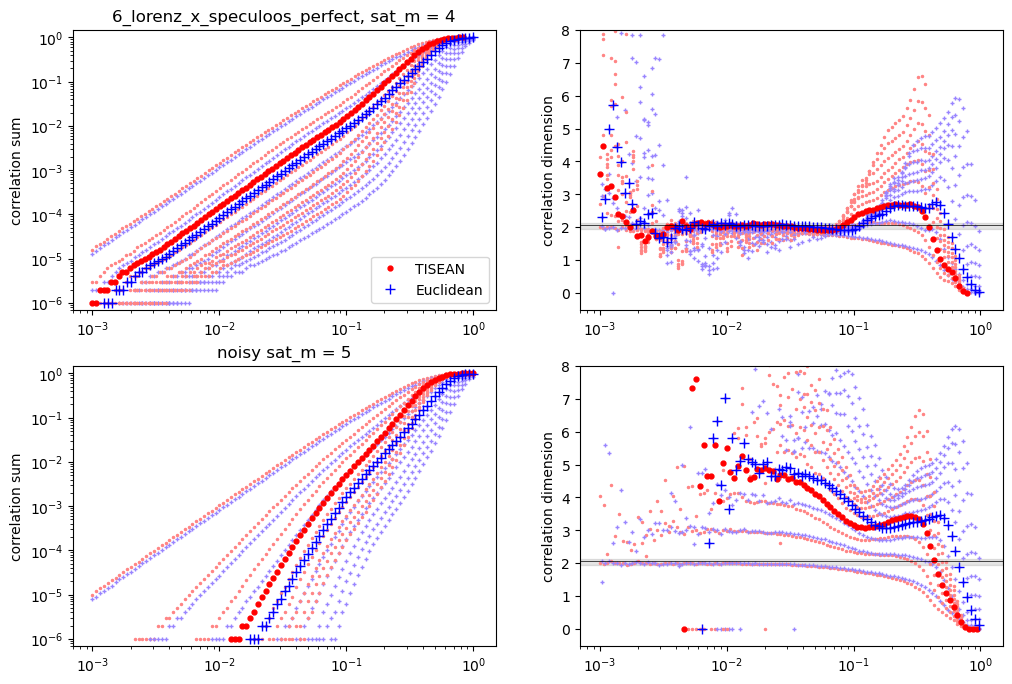 6_lorenz_x_speculoos_perfect, sat_m = 4
correlation sum
10⁰
10⁻¹
10⁻²
10⁻³
10⁻⁴
10⁻⁵
10⁻⁶
TISEAN
Euclidean
10⁻³ 10⁻² 10⁻¹ 10⁰
correlation dimension
8
7
6
5
4
3
2
1
0
10⁻³ 10⁻² 10⁻¹ 10⁰
noisy sat_m = 5
correlation sum
10⁰
10⁻¹
10⁻²
10⁻³
10⁻⁴
10⁻⁵
10⁻⁶
10⁻³ 10⁻² 10⁻¹ 10⁰
correlation dimension
8
7
6
5
4
3
2
1
0
10⁻³ 10⁻² 10⁻¹ 10⁰